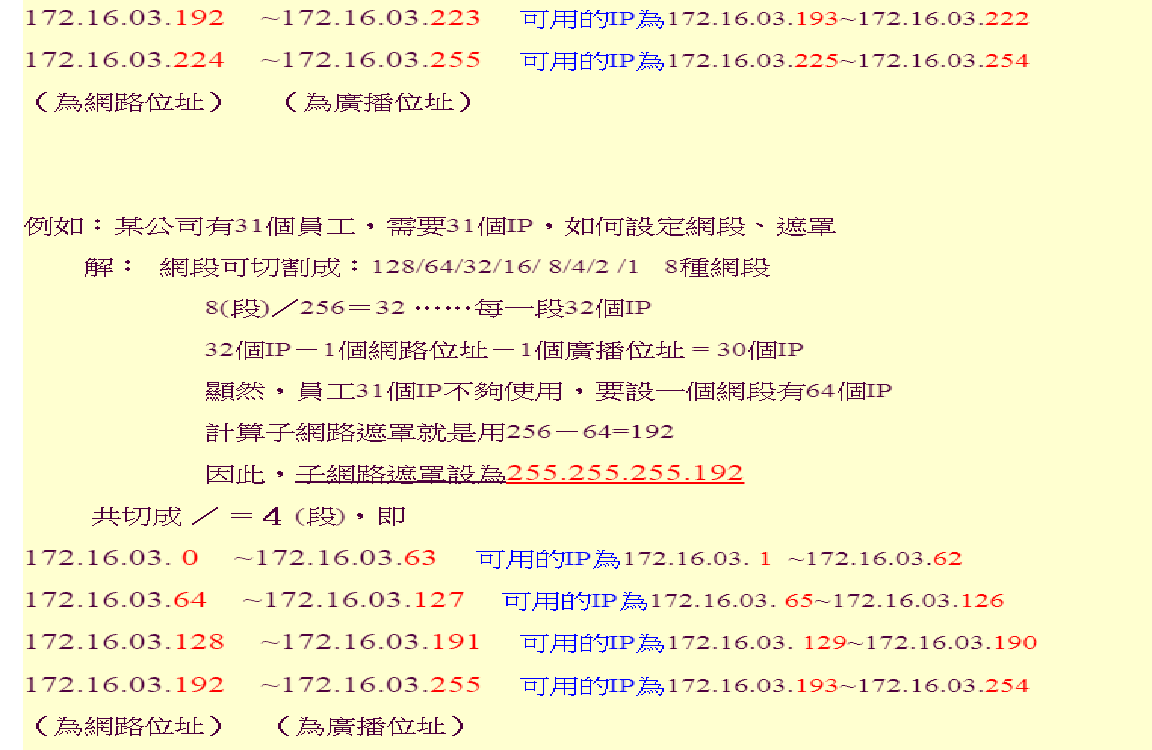 172.16.03.192 ~172.16.03.223 可用的IP為172.16.03.193~172.16.03.222
172.16.03.224 ~172.16.03.255 可用的IP為172.16.03.225~172.16.03.254
（為網路位址） （為廣播位址）
例如：某公司有31個員工，需要31個IP，如何設定網段、遮罩
解： 網段可切割成：128/64/32/16/ 8/4/2 /1 8種網段
8(段)／256＝32 ……每一段32個IP
32個IP－1個網路位址－1個廣播位址 = 30個IP
顯然，員工31個IP不夠使用，要設一個網段有64個IP
計算子網路遮罩就是用256－64=192
因此，子網路遮罩設為255.255.255.192
共切成 ／ ＝ 4 (段)，即
172.16.03. 0 ~172.16.03.63 可用的IP為172.16.03. 1 ~172.16.03.62
172.16.03.64 ~172.16.03.127 可用的IP為172.16.03. 65~172.16.03.126
172.16.03.128 ~172.16.03.191 可用的IP為172.16.03. 129~172.16.03.190
172.16.03.192 ~172.16.03.255 可用的IP為172.16.03.193~172.16.03.254
（為網路位址） （為廣播位址）